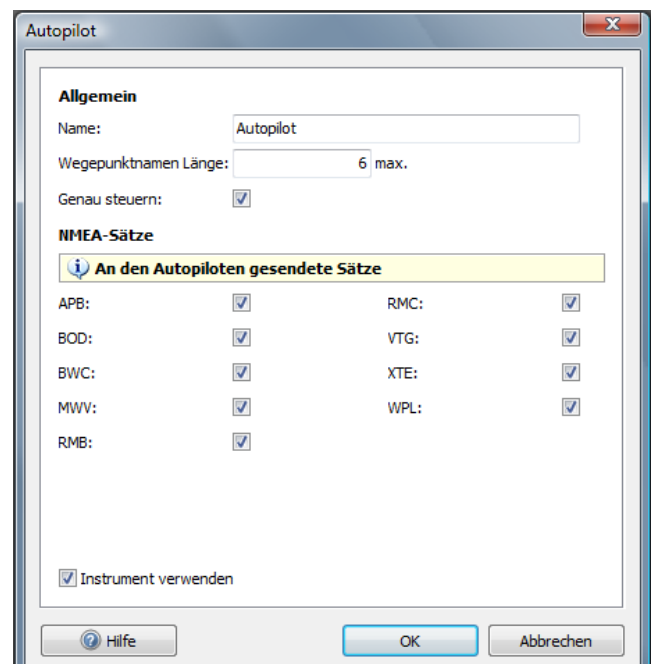 Autopilot
Allgemein
Name: Autopilot
Wegepunktnamen Länge: 6 max.
Genau steuern:
NMEA-Sätze
An den Autopiloten gesendete Sätze
APB: RMC:
BOD: VTG:
BWC: XTE:
MWV: WPL:
RMB:
Instrument verwenden
Hilfe OK Abbrechen